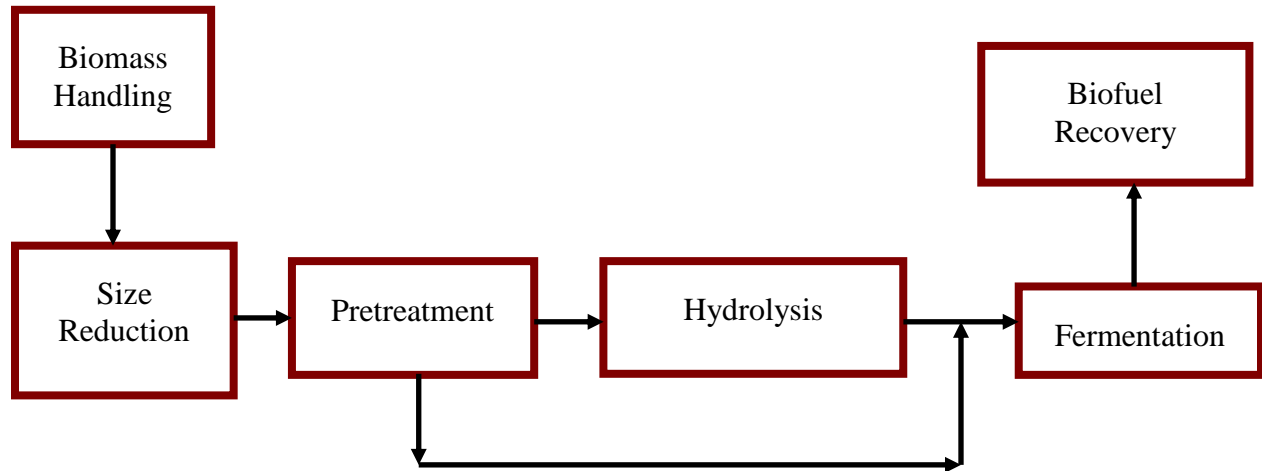 Biomass
Handling
Size
Reduction
Pretreatment
Hydrolysis
Fermentation
Biofuel
Recovery